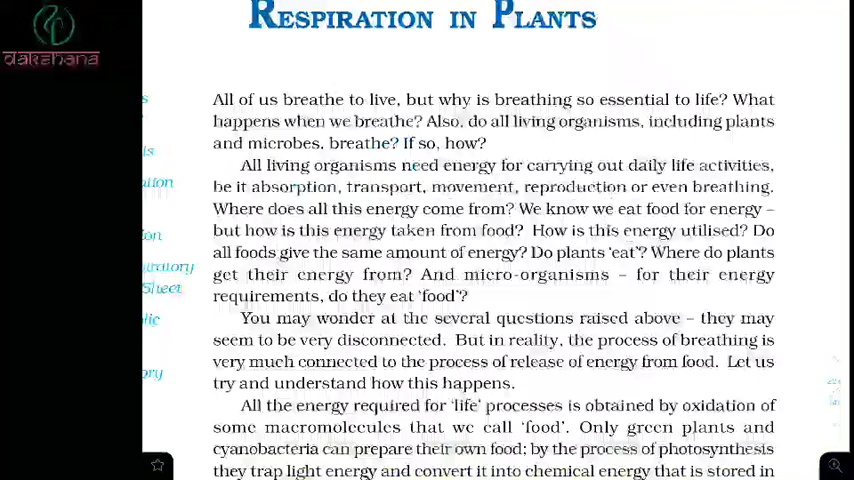 RESPIRATION IN PLANTS
dakshana
All of us breathe to live, but why is breathing so essential to life? What
happens when we breathe? Also, do all living organisms, including plants
and microbes, breathe? If so, how?
All living organisms need energy for carrying out daily life activities,
be it absorption, transport, movement, reproduction or even breathing.
Where does all this energy come from? We know we eat food for energy –
but how is this energy taken from food? How is this energy utilised? Do
all foods give the same amount of energy? Do plants ‘eat’? Where do plants
get their energy from? And micro-organisms – for their energy
requirements, do they eat ‘food’?
You may wonder at the several questions raised above – they may
seem to be very disconnected. But in reality, the process of breathing is
very much connected to the process of release of energy from food. Let us
try and understand how this happens.
All the energy required for ‘life’ processes is obtained by oxidation of
some macromolecules that we call ‘food’. Only green plants and
cyanobacteria can prepare their own food; by the process of photosynthesis
they trap light energy and convert it into chemical energy that is stored in
Sheet